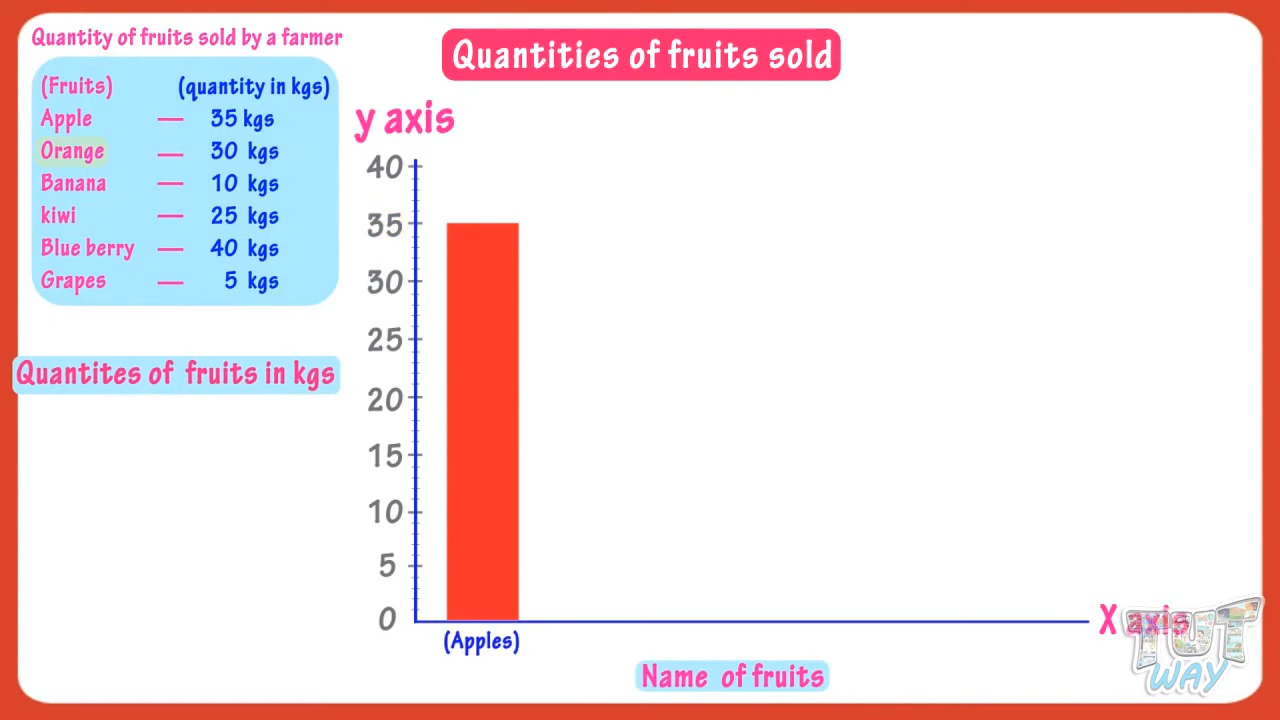 Quantity of fruits sold by a farmer
Quantities of fruits sold
(Fruits) (quantity in kgs)
Apple — 35 kgs
Orange — 30 kgs
Banana — 10 kgs
kiwi — 25 kgs
Blue berry — 40 kgs
Grapes — 5 kgs
y axis
40
35
30
25
20
15
10
5
0
Quantites of fruits in kgs
(Apples)
X axis
Name of fruits
TUT
WAY